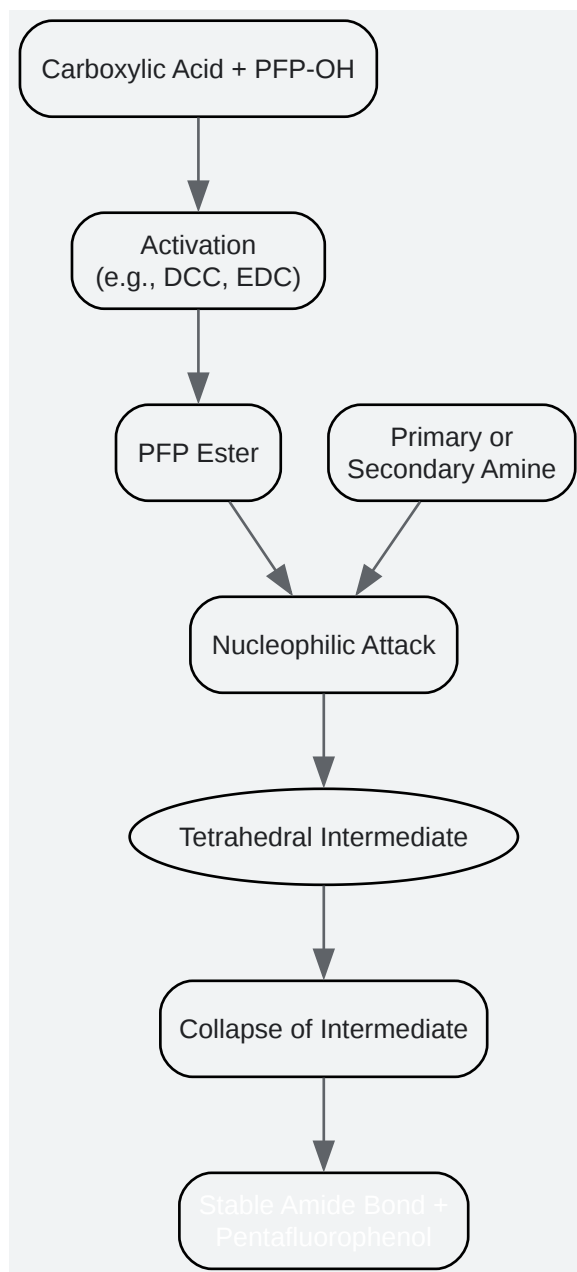 Carboxylic Acid + PFP-OH
Activation
(e.g., DCC, EDC)
PFP Ester
Primary or
Secondary Amine
Nucleophilic Attack
Tetrahedral Intermediate
Collapse of Intermediate
Stable Amide Bond +
Pentafluorophenol